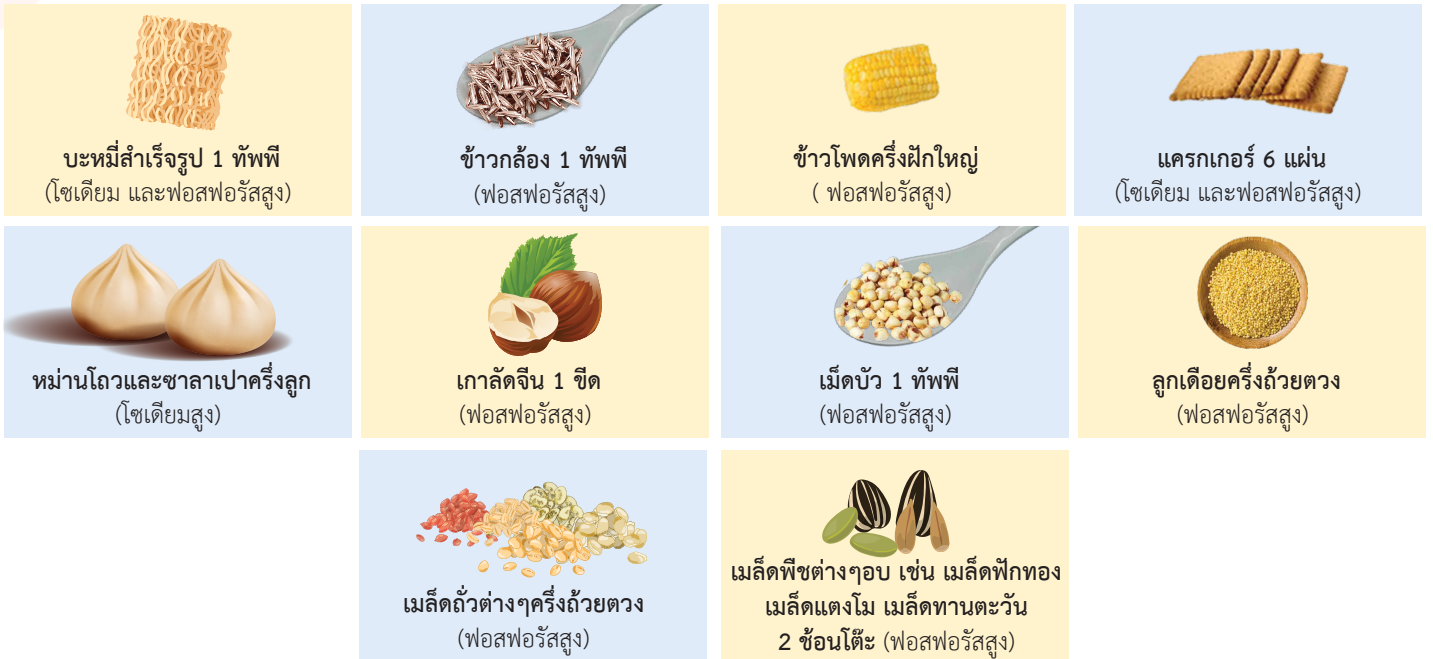 บะหมี่สำเร็จรูป 1 ทัพพี
(โซเดียม และฟอสฟอรัสสูง)
ข้าวกล้อง 1 ทัพพี
(ฟอสฟอรัสสูง)
ข้าวโพดครึ่งฝักใหญ่
( ฟอสฟอรัสสูง)
แครกเกอร์ 6 แผ่น
(โซเดียม และฟอสฟอรัสสูง)
หม่านโถวและซาลาเปาครึ่งลูก
(โซเดียมสูง)
เกาลัดจีน 1 ขีด
(ฟอสฟอรัสสูง)
เม็ดบัว 1 ทัพพี
(ฟอสฟอรัสสูง)
ลูกเดือยครึ่งถ้วยตวง
(ฟอสฟอรัสสูง)
เมล็ดถั่วต่างๆครึ่งถ้วยตวง
(ฟอสฟอรัสสูง)
เมล็ดพืชต่างๆอบ เช่น เมล็ดฟักทอง
เมล็ดแตงโม เมล็ดทานตะวัน
2 ช้อนโต๊ะ (ฟอสฟอรัสสูง)